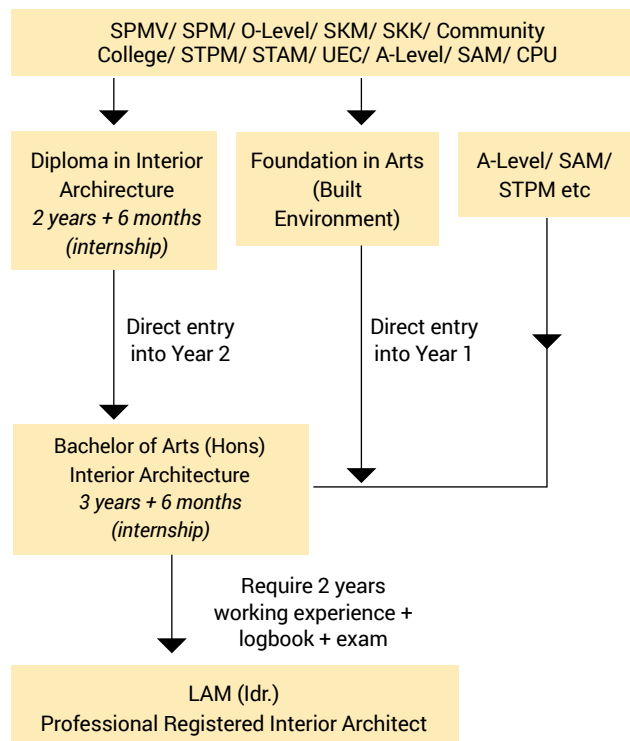 SPMV/ SPM/ O-Level/ SKM/ SKK/ Community
College/ STPM/ STAM/ UEC/ A-Level/ SAM/ CPU
Diploma in Interior
Archirecture
2 years + 6 months
(internship)
Foundation in Arts
(Built
Environment)
A-Level/ SAM/
STPM etc
Direct entry
into Year 2
Direct entry
into Year 1
Bachelor of Arts (Hons)
Interior Architecture
3 years + 6 months
(internship)
Require 2 years
working experience +
logbook + exam
LAM (Idr.)
Professional Registered Interior Architect